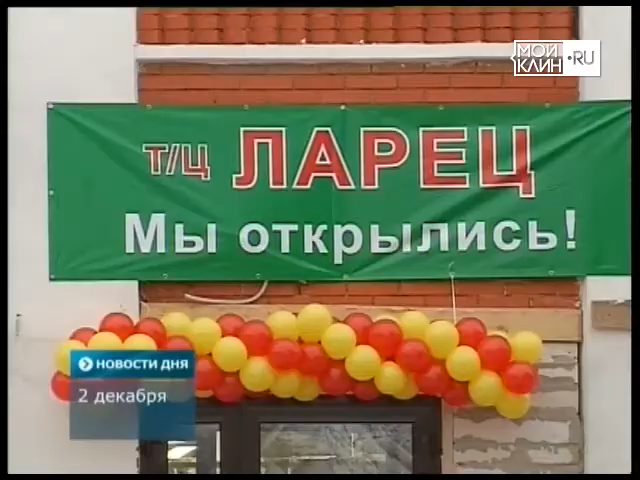 МОЙ
КЛИН.RU
т/ц ЛАРЕЦ
Мы открылись!
НОВОСТИ ДНЯ
2 декабря